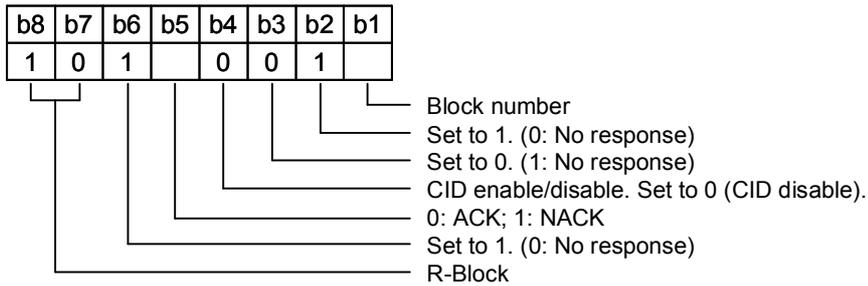 b8 b7 b6 b5 b4 b3 b2 b1
1 0 1 0 0 1
Block number
Set to 1. (0: No response)
Set to 0. (1: No response)
CID enable/disable. Set to 0 (CID disable).
0: ACK; 1: NACK
Set to 1. (0: No response)
R-Block